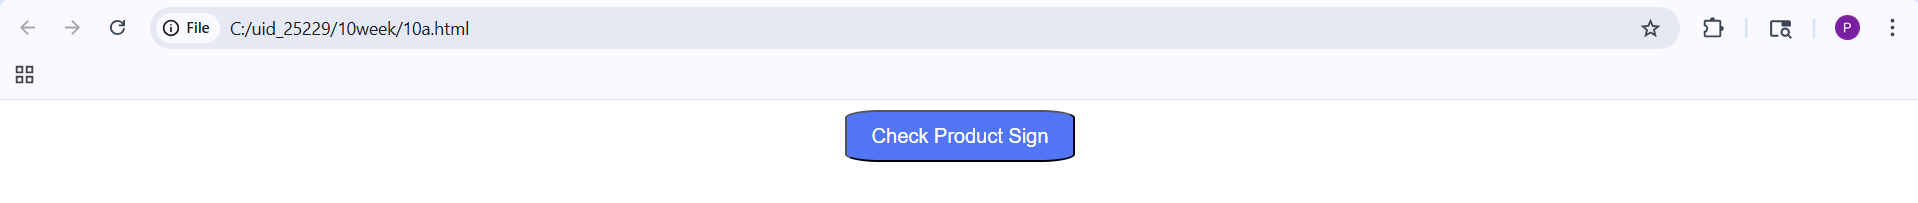 File C:/uid_25229/10week/10a.html
P
Check Product Sign